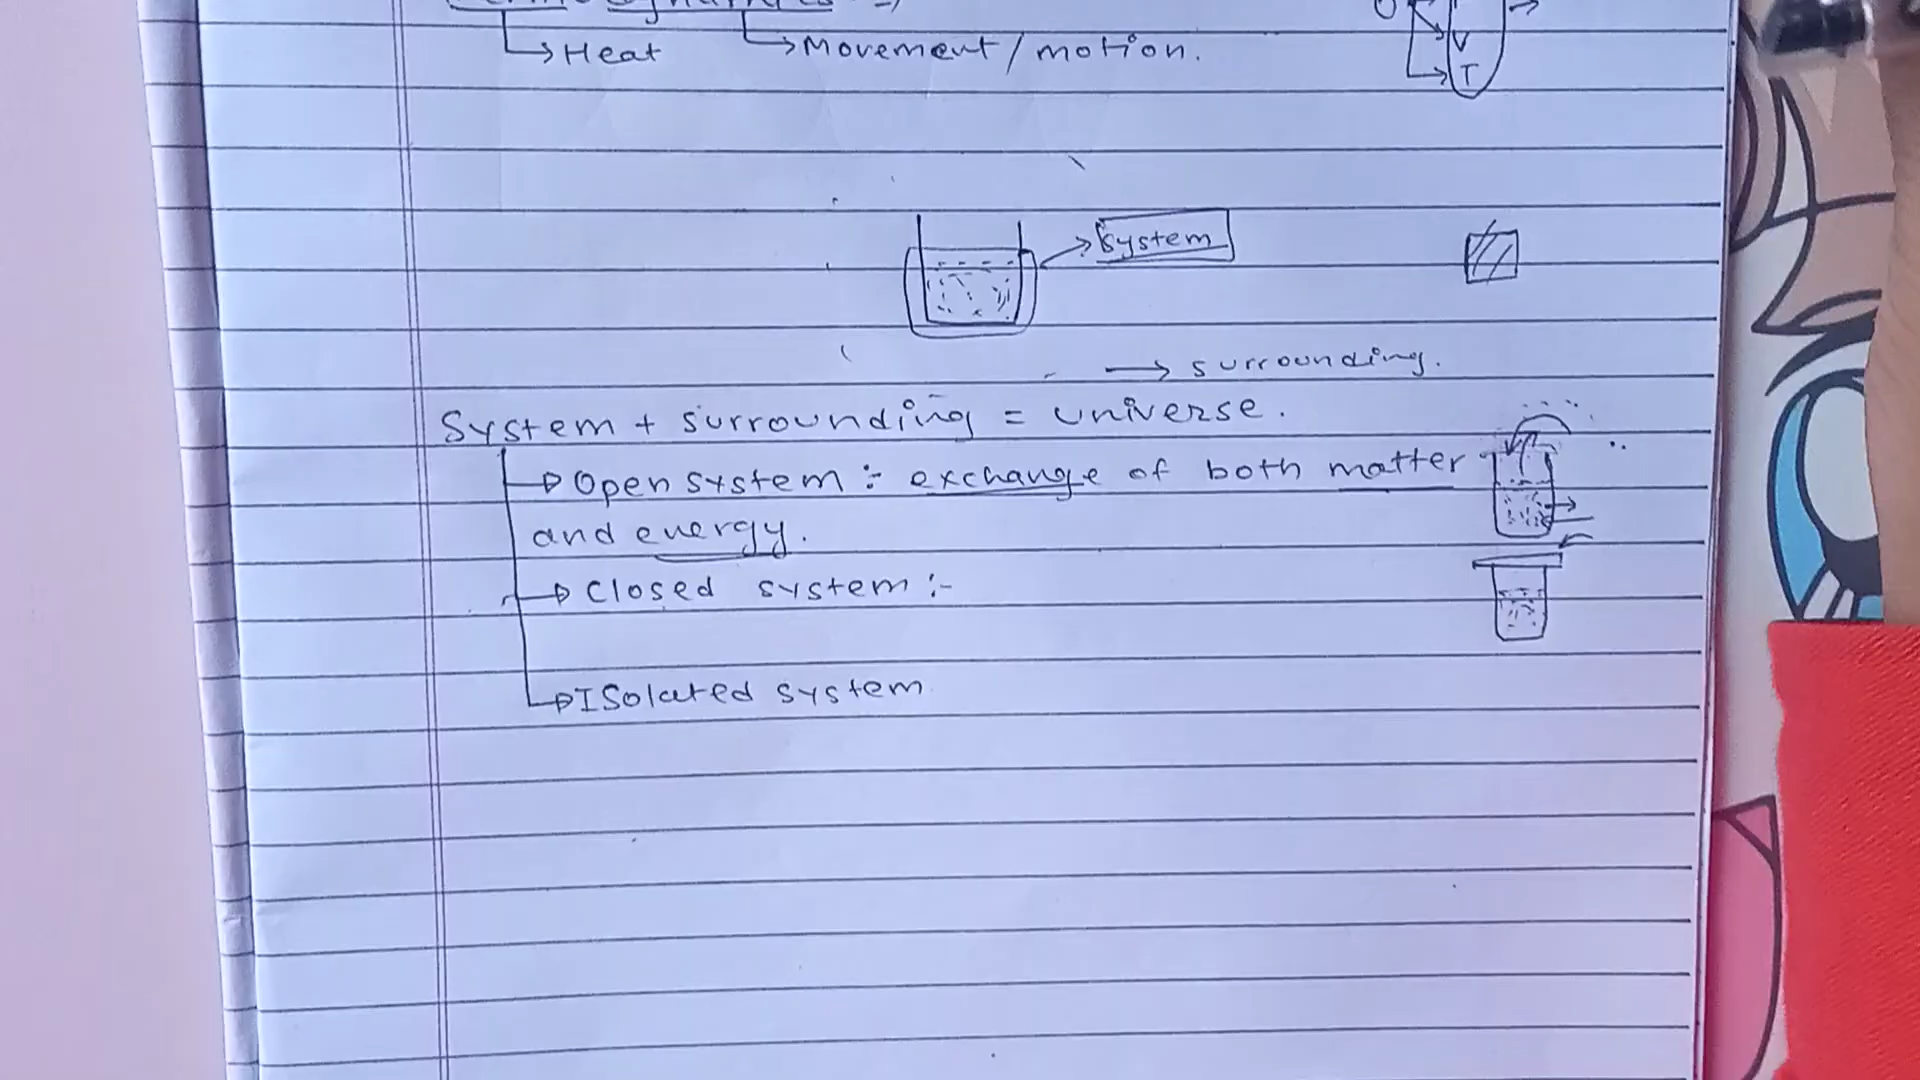 → Heat → Movement / motion.
V
T
→ System
→ surrounding.
System + surrounding = universe.
→ Open system :- exchange of both matter
and energy.
→ Closed system :-
→ ISolated system